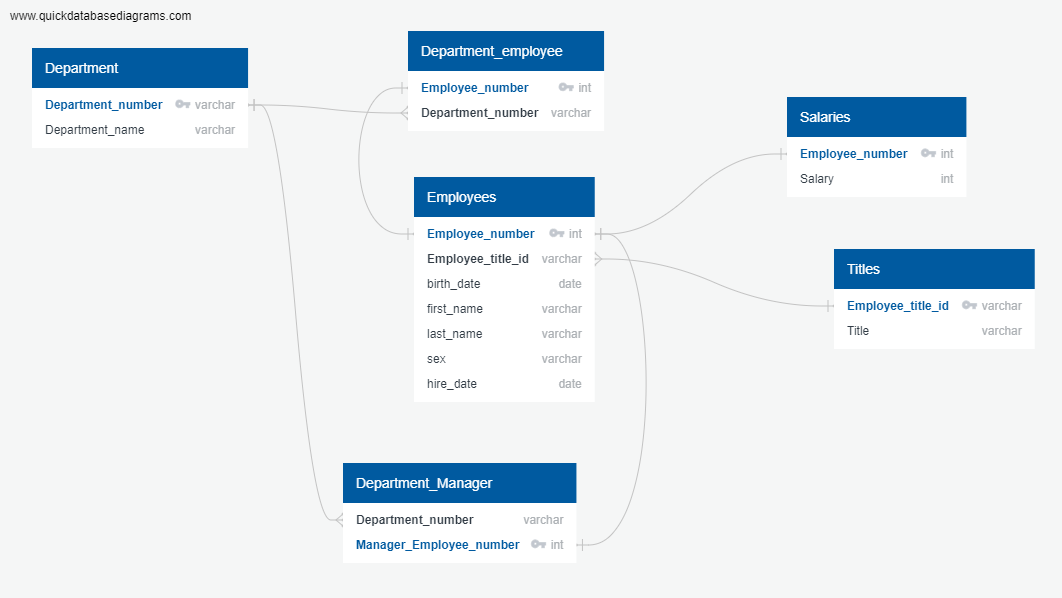 www.quickdatabasediagrams.com
Department
Department_number varchar
Department_name varchar
Department_employee
Employee_number int
Department_number varchar
Employees
Employee_number int
Employee_title_id varchar
birth_date date
first_name varchar
last_name varchar
sex varchar
hire_date date
Salaries
Employee_number int
Salary int
Titles
Employee_title_id varchar
Title varchar
Department_Manager
Department_number varchar
Manager_Employee_number int